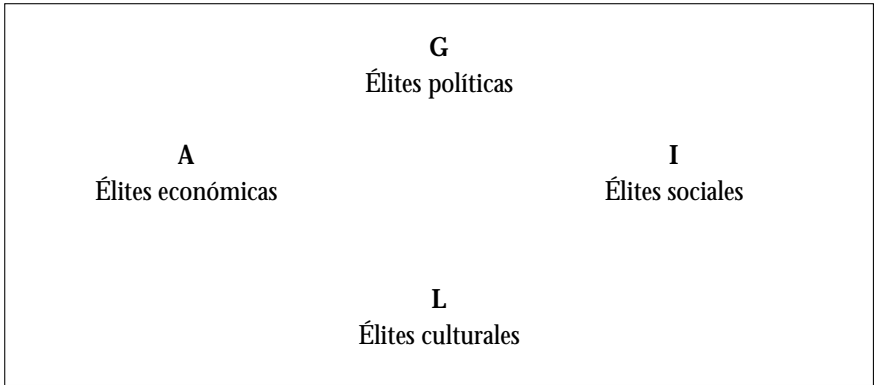 G
Élites políticas
A
Élites económicas
I
Élites sociales
L
Élites culturales